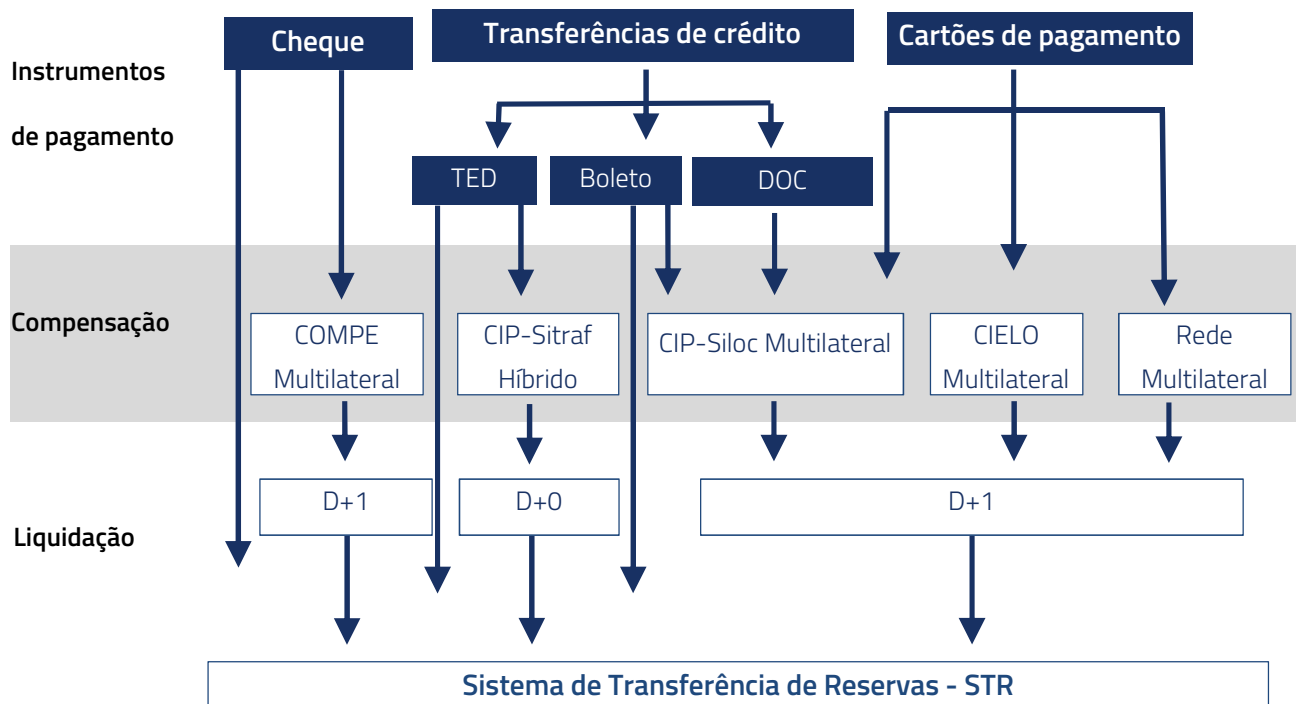 Instrumentos
de pagamento
Cheque
Transferências de crédito
Cartões de pagamento
TED
Boleto
DOC
Compensação
COMPE
Multilateral
CIP-Sitraf
Híbrido
CIP-Siloc Multilateral
CIELO
Multilateral
Rede
Multilateral
Liquidação
D+1
D+0
D+1
Sistema de Transferência de Reservas - STR